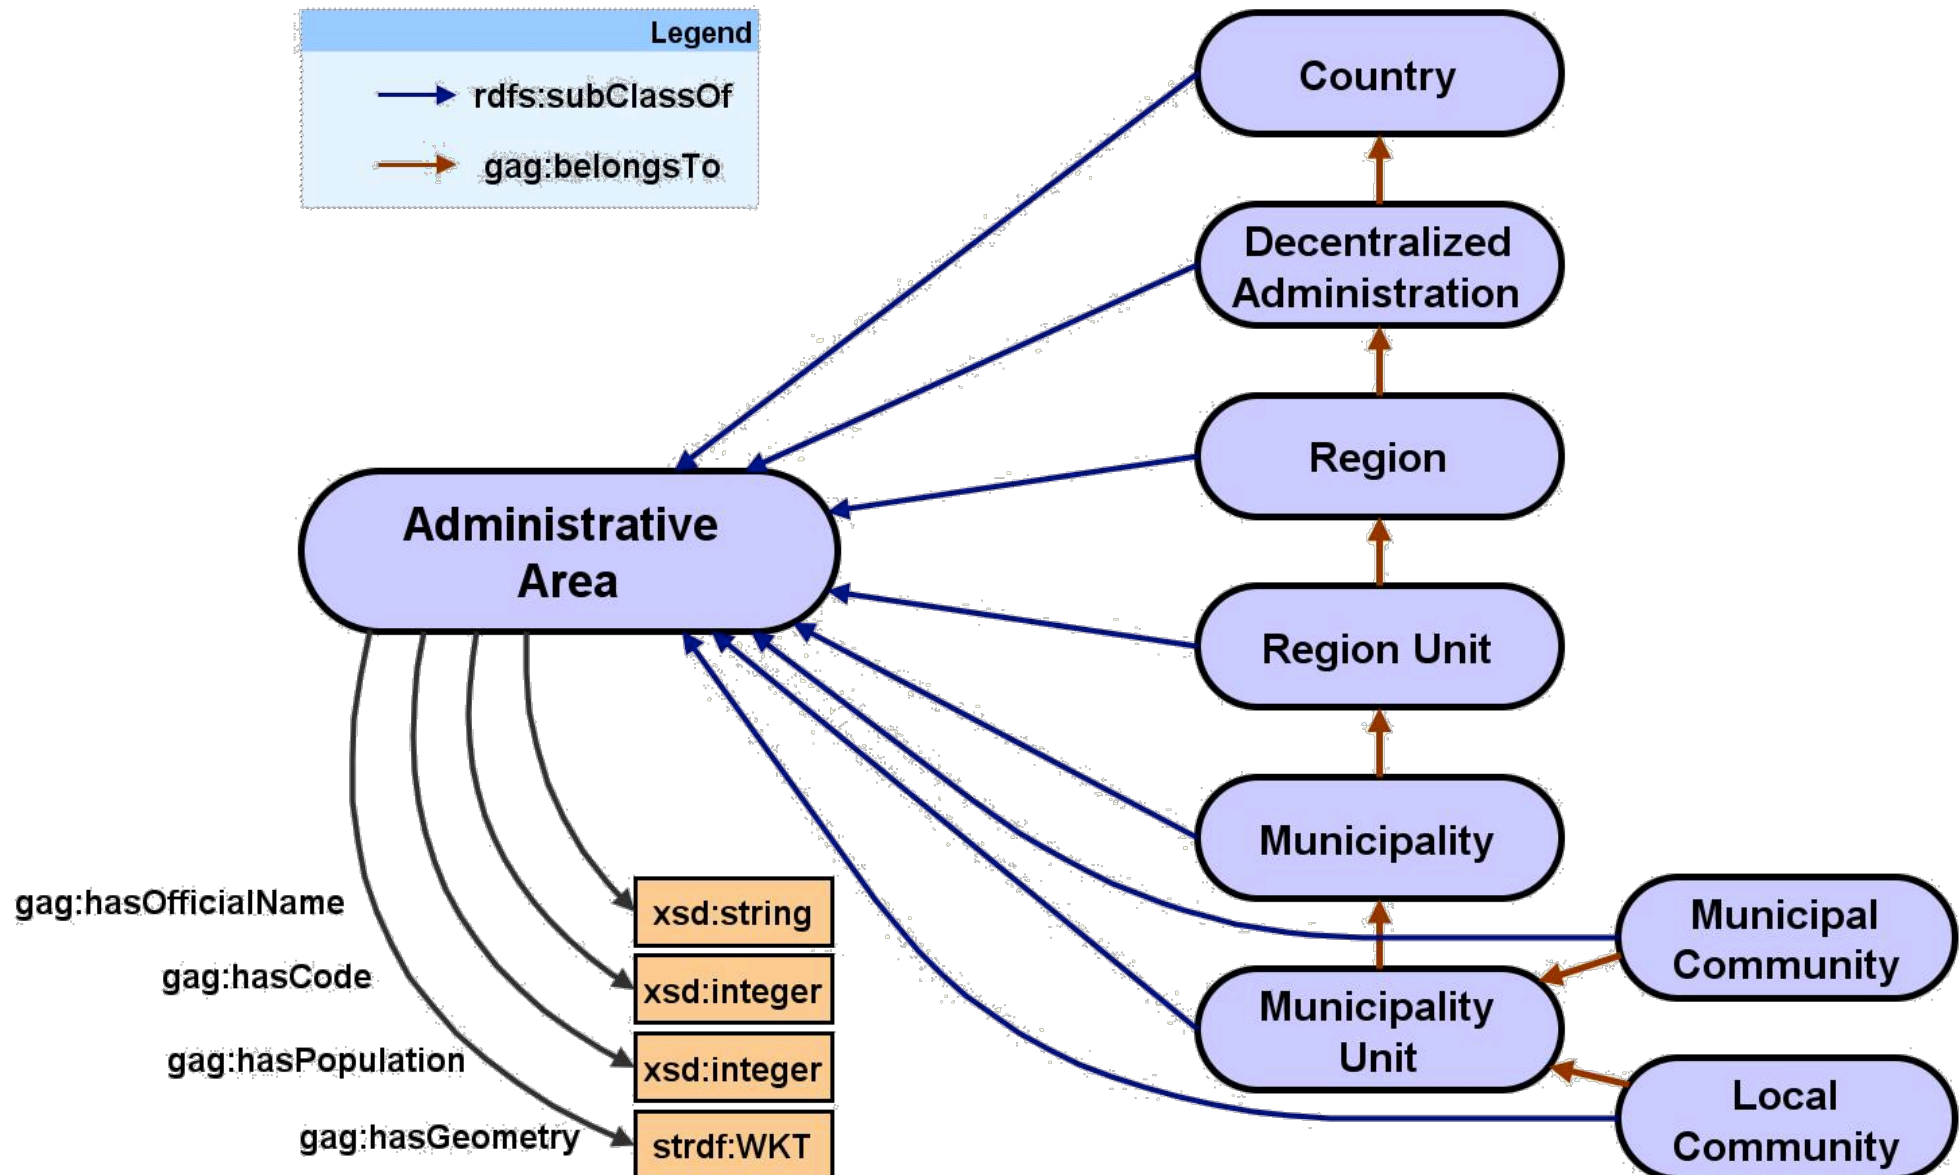 Legend
rdfs:subClassOf
gag:belongsTo
Country
Decentralized
Administration
Region
Administrative
Area
Region Unit
Municipality
gag:hasOfficialName
xsd:string
Municipal
Community
gag:hasCode
xsd:integer
Municipality
Unit
gag:hasPopulation
xsd:integer
Local
Community
gag:hasGeometry
strdf:WKT